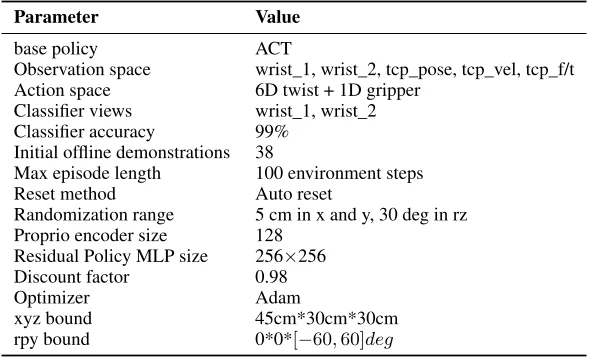 Parameter Value
base policy ACT
Observation space wrist_1, wrist_2, tcp_pose, tcp_vel, tcp_f/t
Action space 6D twist + 1D gripper
Classifier views wrist_1, wrist_2
Classifier accuracy 99%
Initial offline demonstrations 38
Max episode length 100 environment steps
Reset method Auto reset
Randomization range 5 cm in x and y, 30 deg in rz
Proprio encoder size 128
Residual Policy MLP size 256×256
Discount factor 0.98
Optimizer Adam
xyz bound 45cm*30cm*30cm
rpy bound 0*0*[−60, 60]deg